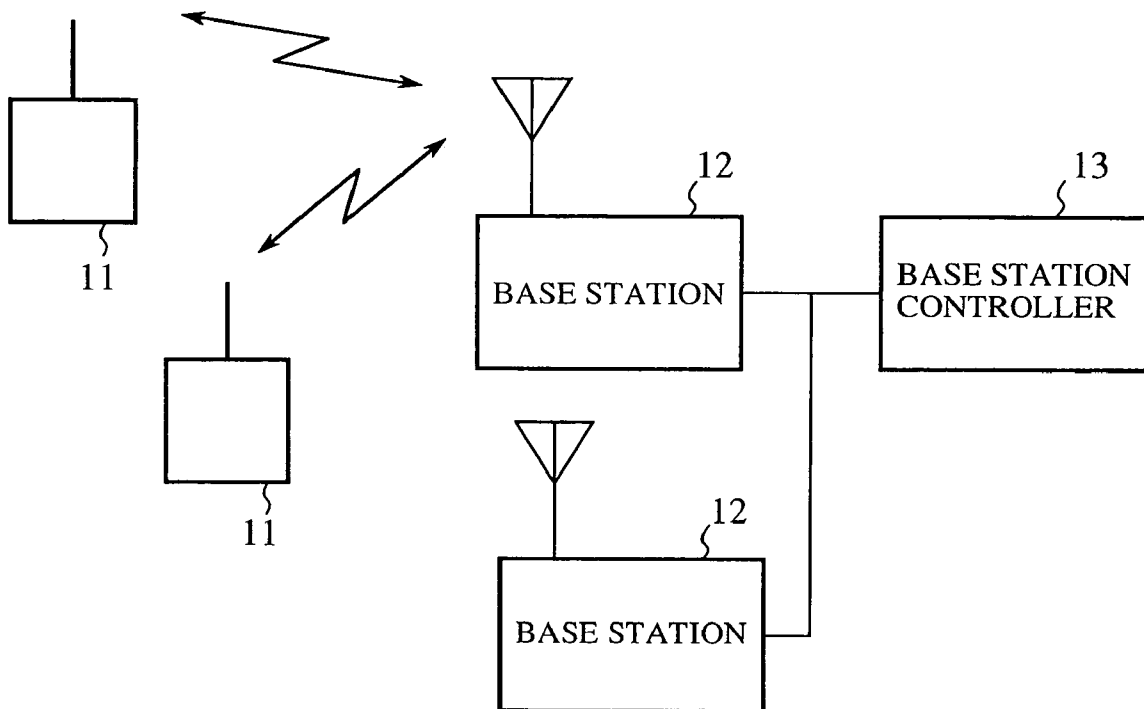 11
11
12
BASE STATION
13
BASE STATION
CONTROLLER
12
BASE STATION